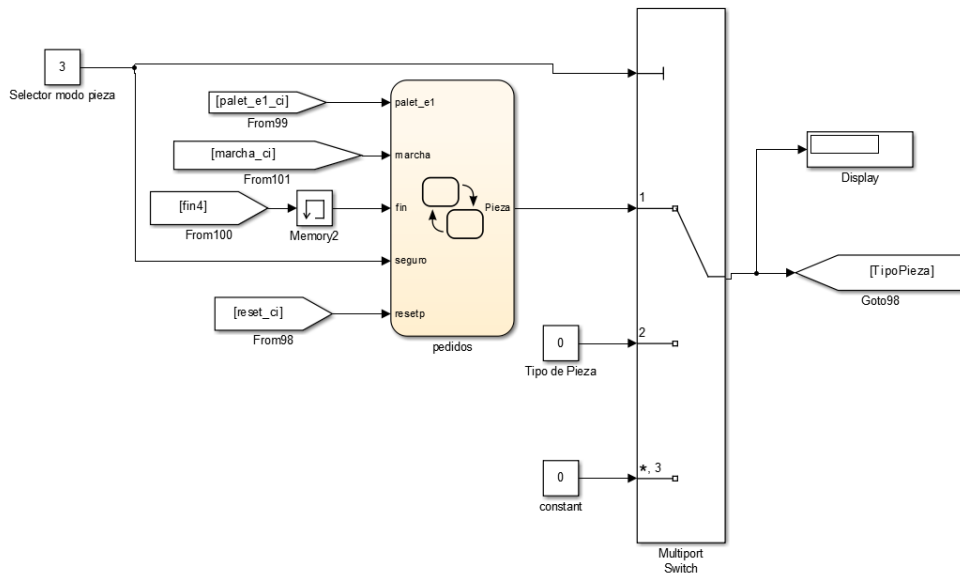 3
Selector modo pieza
[palet_e1_ci]
From99
[marcha_ci]
From101
[fin4]
From100
Memory2
[reset_ci]
From98
palet_e1
marcha
fin
Pieza
seguro
resetp
pedidos
0
Tipo de Pieza
0
constant
1
2
*, 3
Multiport
Switch
Display
[TipoPieza]
Goto98